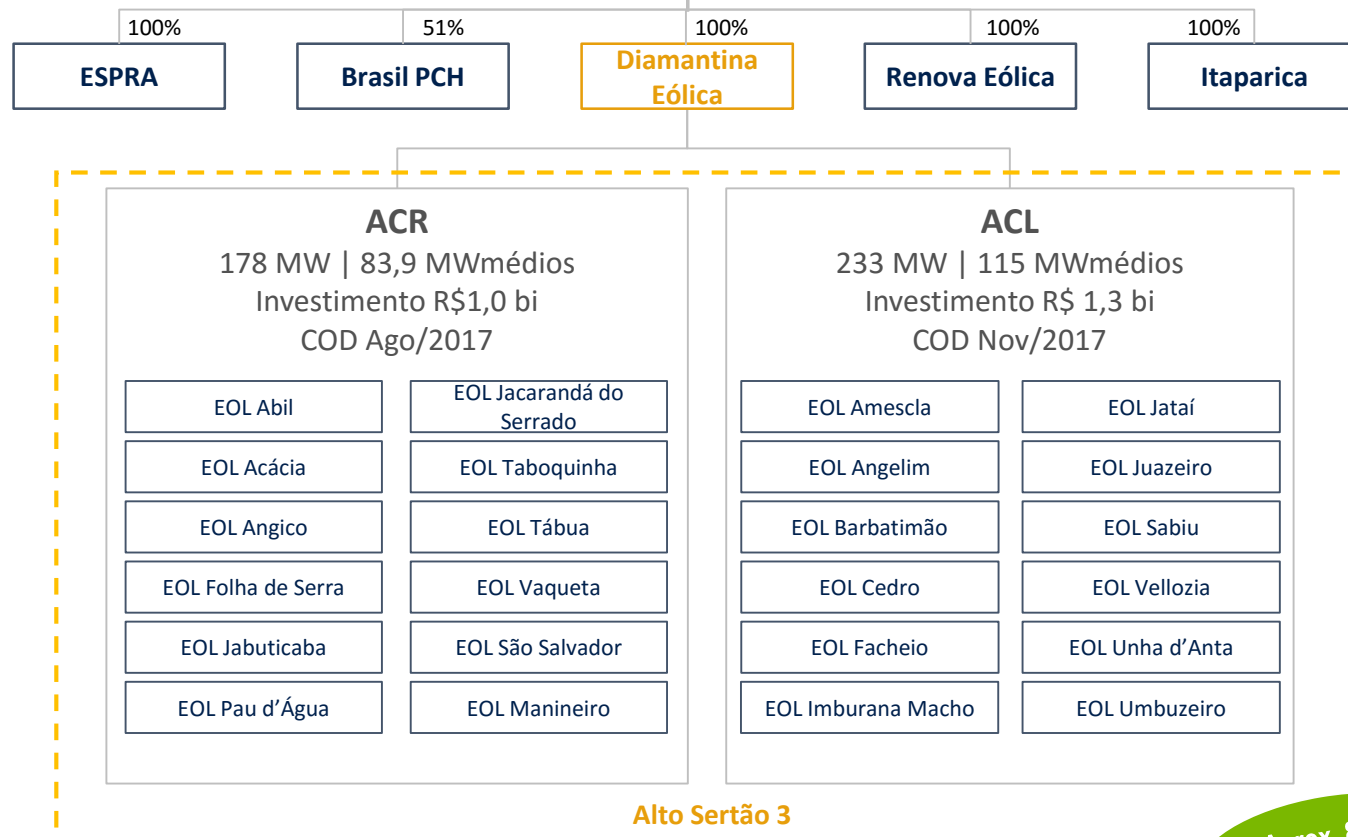 100%
51%
100%
100%
100%
ESPRA
Brasil PCH
Diamantina
Eólica
Renova Eólica
Itaparica
ACR
178 MW | 83,9 MWmédios
Investimento R$1,0 bi
COD Ago/2017
EOL Abil
EOL Jacarandá do
Serrado
EOL Acácia
EOL Taboquinha
EOL Angico
EOL Tábua
EOL Folha de Serra
EOL Vaqueta
EOL Jabuticaba
EOL São Salvador
EOL Pau d’Água
EOL Manineiro
ACL
233 MW | 115 MWmédios
Investimento R$ 1,3 bi
COD Nov/2017
EOL Amescla
EOL Jataí
EOL Angelim
EOL Juazeiro
EOL Barbatimão
EOL Sabiu
EOL Cedro
EOL Vellozia
EOL Facheio
EOL Unha d’Anta
EOL Imburana Macho
EOL Umbuzeiro
Alto Sertão 3